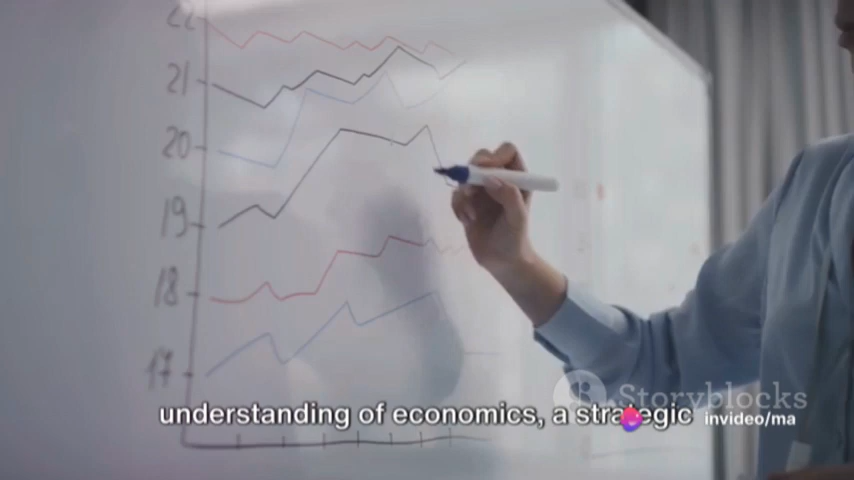 22
21
20
19
18
17
understanding of economics, a strategic
Storyblocks
invideo/ma